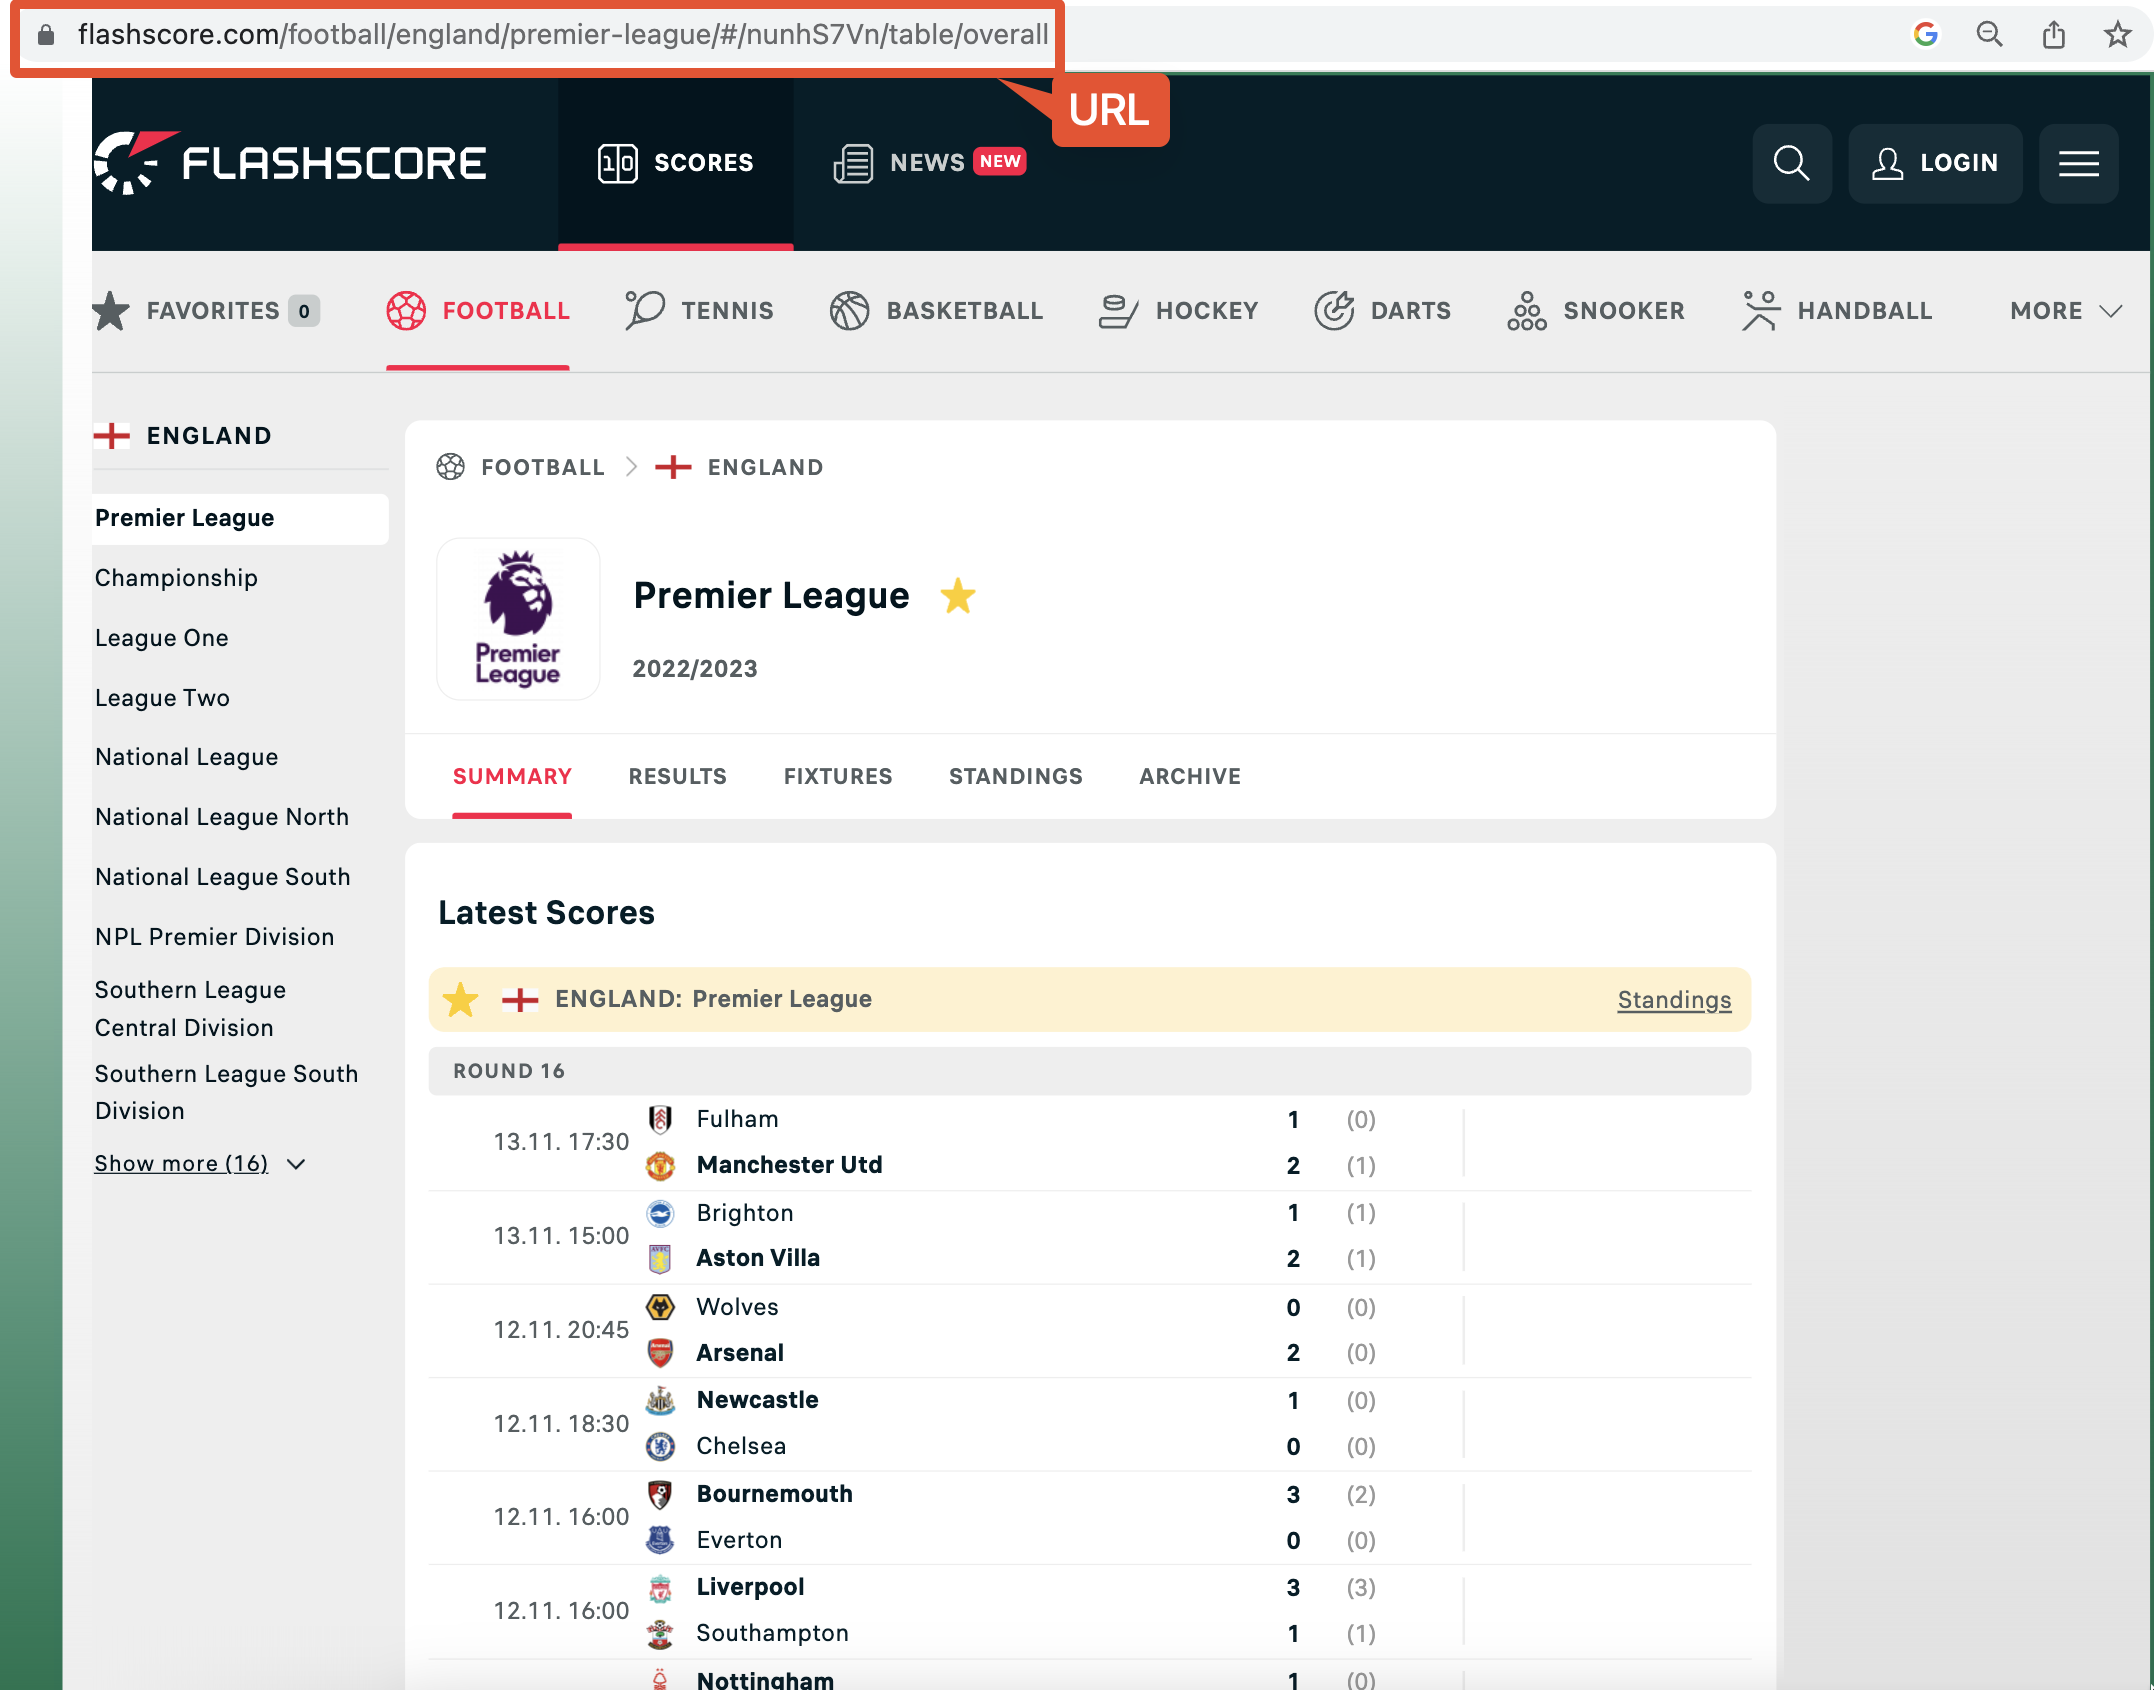 flashscore.com/football/england/premier-league/#/nunhS7Vn/table/overall
URL
FLASHSCORE
SCORES
NEWS NEW
LOGIN
FAVORITES 0
FOOTBALL
TENNIS
BASKETBALL
HOCKEY
DARTS
SNOOKER
HANDBALL
MORE
ENGLAND
Premier League
Championship
League One
League Two
National League
National League North
National League South
NPL Premier Division
Southern League
Central Division
Southern League South
Division
Show more (16)
FOOTBALL > ENGLAND
Premier
League
Premier League
2022/2023
SUMMARY RESULTS FIXTURES STANDINGS ARCHIVE
Latest Scores
ENGLAND: Premier League Standings
ROUND 16
13.11. 17:30
Fulham 1 (0)
Manchester Utd 2 (1)
13.11. 15:00
Brighton 1 (1)
Aston Villa 2 (1)
12.11. 20:45
Wolves 0 (0)
Arsenal 2 (0)
12.11. 18:30
Newcastle 1 (0)
Chelsea 0 (0)
12.11. 16:00
Bournemouth 3 (2)
Everton 0 (0)
12.11. 16:00
Liverpool 3 (3)
Southampton 1 (1)
Nottingham 1 (0)